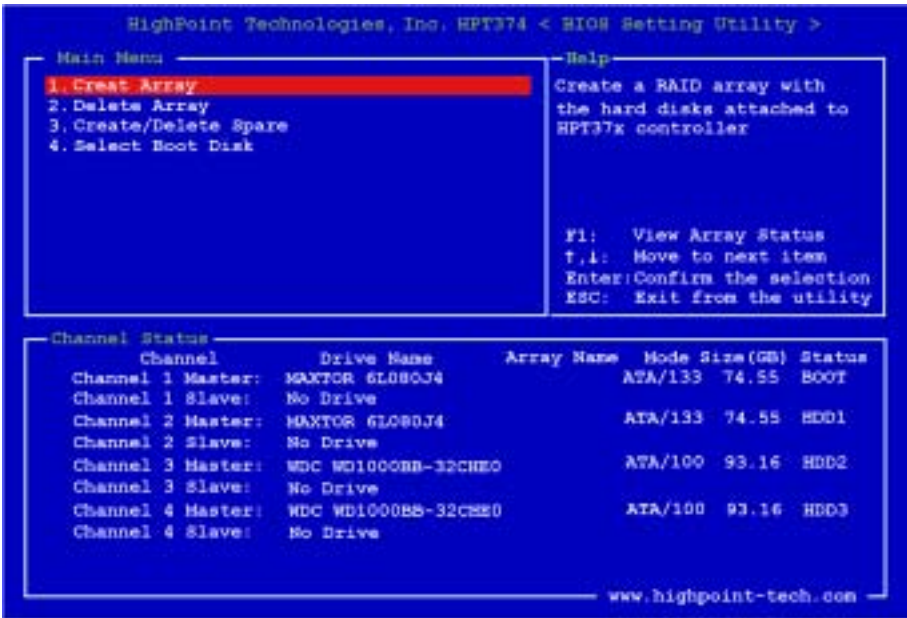 HighPoint Technologies, Inc. HPT374 < BIOS Setting Utility >
Main Menu
1. Creat Array
2. Delete Array
3. Create/Delete Spare
4. Select Boot Disk
Help
Create a RAID array with
the hard disks attached to
HPT37x controller
F1: View Array Status
↑,↓: Move to next item
Enter: Confirm the selection
ESC: Exit from the utility
Channel Status
Channel Drive Name Array Name Mode Size(GB) Status
Channel 1 Master: MAXTOR 6L080J4 ATA/133 74.55 BOOT
Channel 1 Slave: No Drive
Channel 2 Master: MAXTOR 6L080J4 ATA/133 74.55 HDD1
Channel 2 Slave: No Drive
Channel 3 Master: WDC WD1000BB-32CHE0 ATA/100 93.16 HDD2
Channel 3 Slave: No Drive
Channel 4 Master: WDC WD1000BB-32CHE0 ATA/100 93.16 HDD3
Channel 4 Slave: No Drive
www.highpoint-tech.com